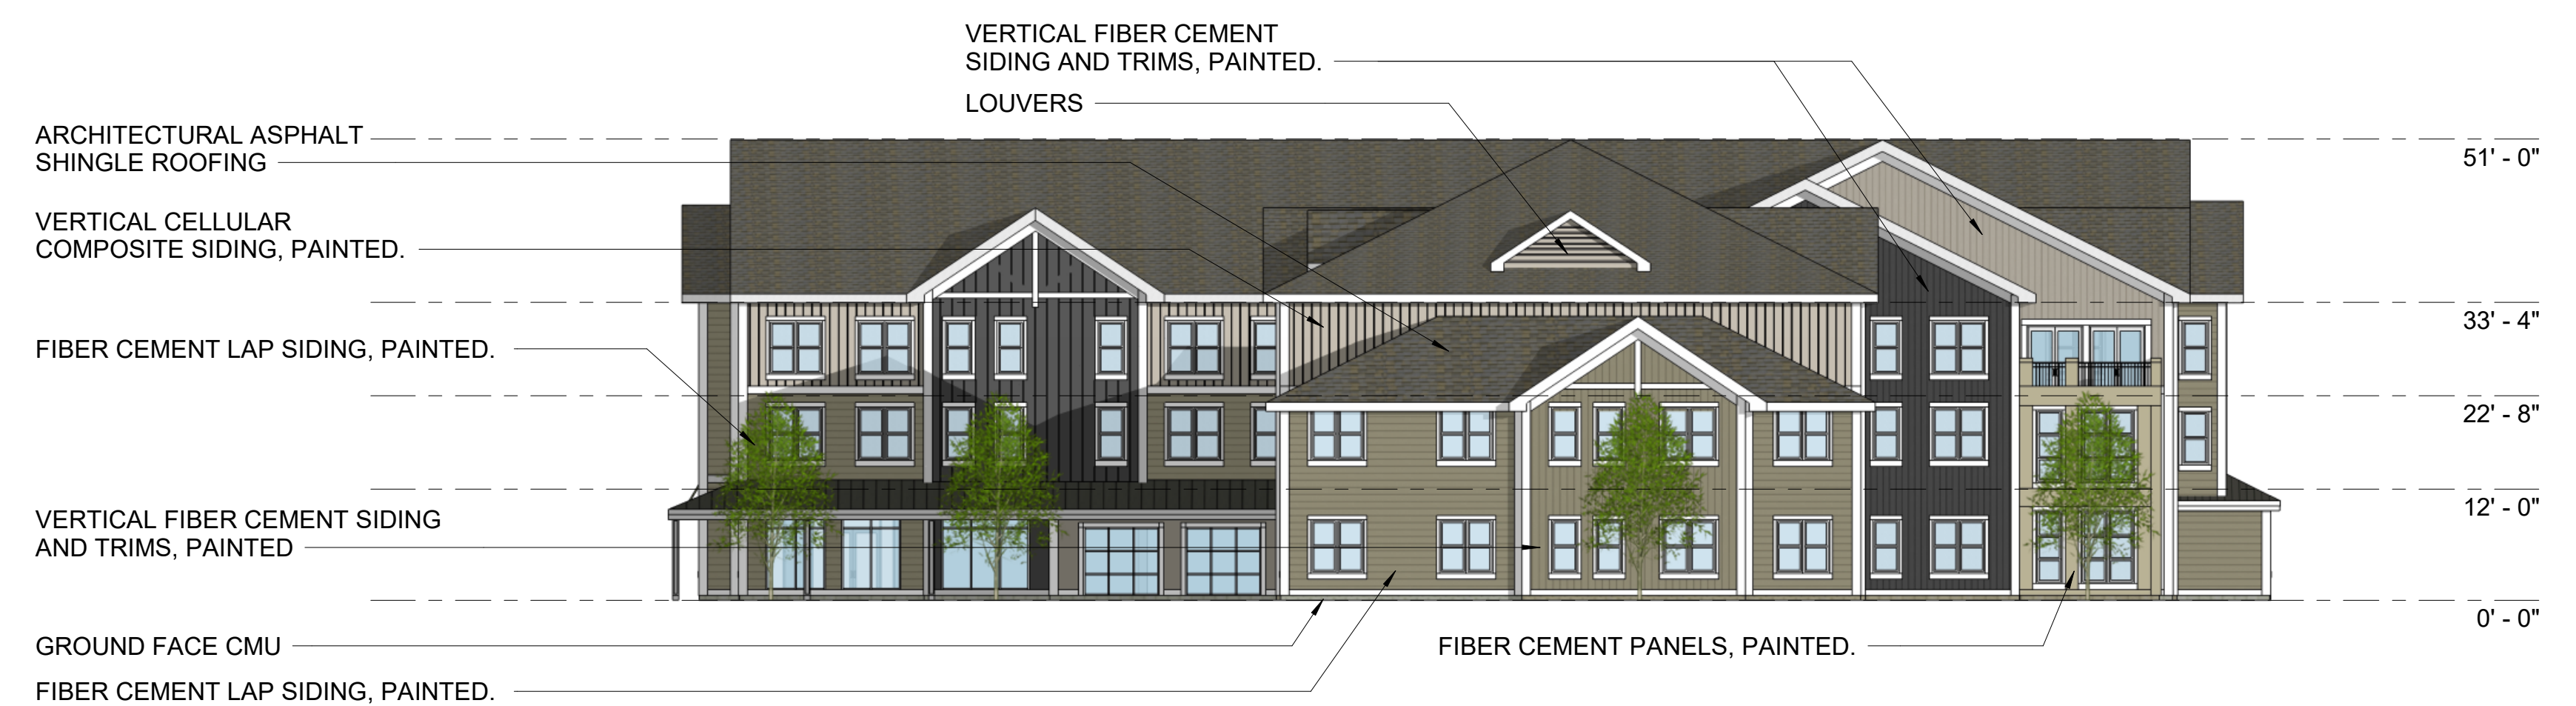 VERTICAL FIBER CEMENT
SIDING AND TRIMS, PAINTED.
LOUVERS
ARCHITECTURAL ASPHALT
SHINGLE ROOFING
51' - 0"
VERTICAL CELLULAR
COMPOSITE SIDING, PAINTED.
33' - 4"
FIBER CEMENT LAP SIDING, PAINTED.
22' - 8"
VERTICAL FIBER CEMENT SIDING
AND TRIMS, PAINTED
12' - 0"
0' - 0"
GROUND FACE CMU
FIBER CEMENT PANELS, PAINTED.
FIBER CEMENT LAP SIDING, PAINTED.